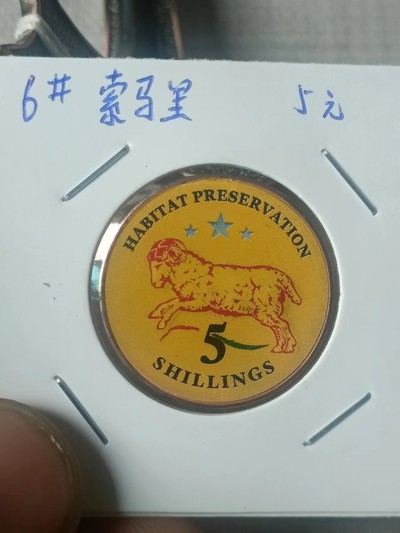 6# 索马里 5元
HABITAT PRESERVATION
5
SHILLINGS